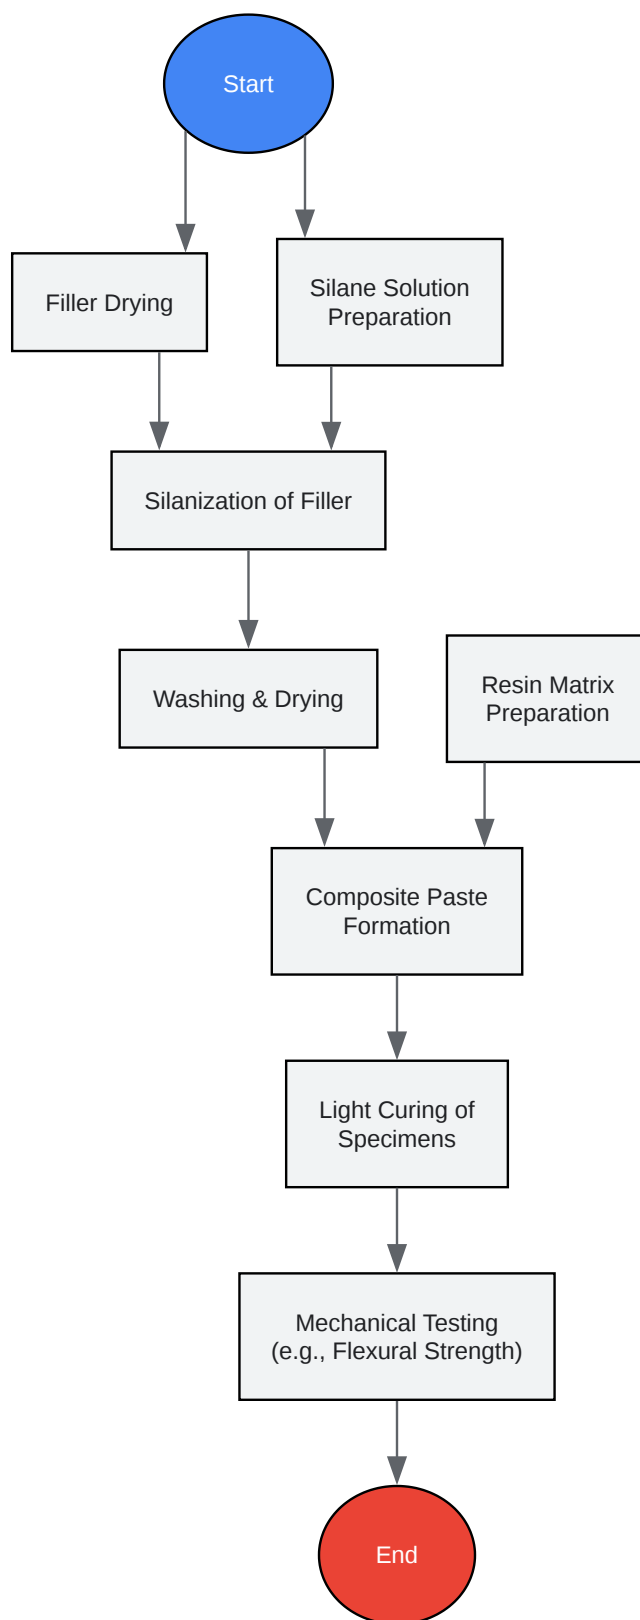 Start
Filler Drying
Silane Solution
Preparation
Silanization of Filler
Washing & Drying
Resin Matrix
Preparation
Composite Paste
Formation
Light Curing of
Specimens
Mechanical Testing
(e.g., Flexural Strength)
End